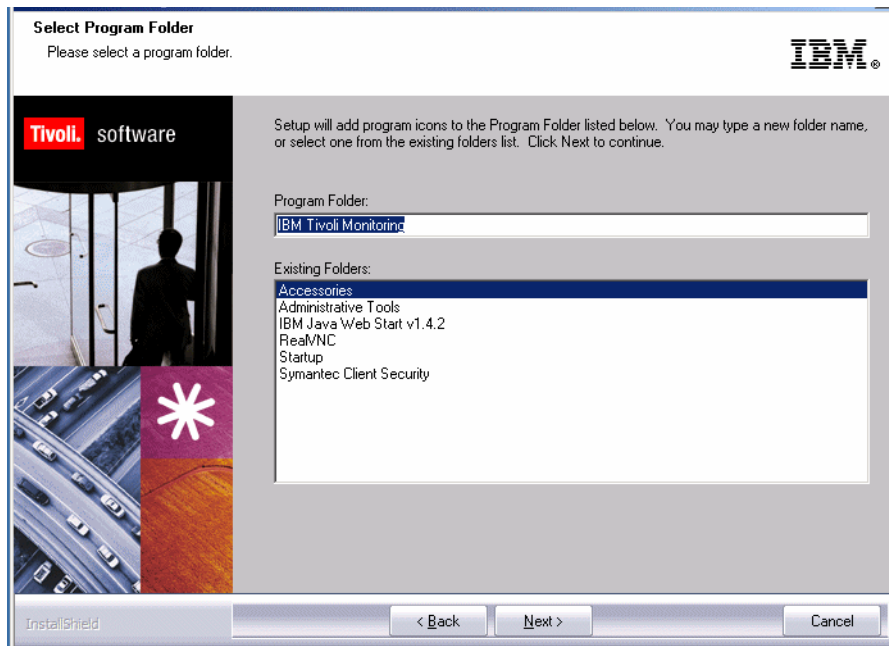 Select Program Folder
Please select a program folder.
IBM®
Tivoli. software
Setup will add program icons to the Program Folder listed below. You may type a new folder name,
or select one from the existing folders list. Click Next to continue.
Program Folder:
IBM Tivoli Monitoring
Existing Folders:
Accessories
Administrative Tools
IBM Java Web Start v1.4.2
RealVNC
Startup
Symantec Client Security
InstallShield
< Back
Next >
Cancel